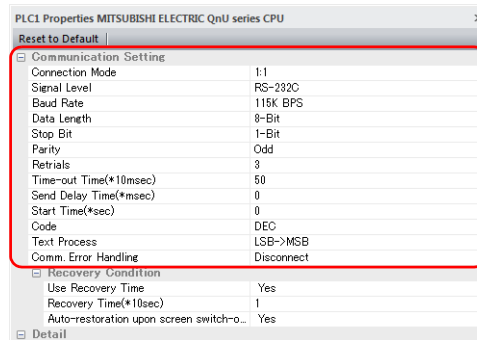 PLC1 Properties MITSUBISHI ELECTRIC QnU series CPU
Reset to Default
Communication Setting
Connection Mode 1:1
Signal Level RS-232C
Baud Rate 115K BPS
Data Length 8-Bit
Stop Bit 1-Bit
Parity Odd
Retrials 3
Time-out Time(*10msec) 50
Send Delay Time(*msec) 0
Start Time(*sec) 0
Code DEC
Text Process LSB->MSB
Comm. Error Handling Disconnect
Recovery Condition
Use Recovery Time Yes
Recovery Time(*10sec) 1
Auto-restoration upon screen switch-o... Yes
Detail